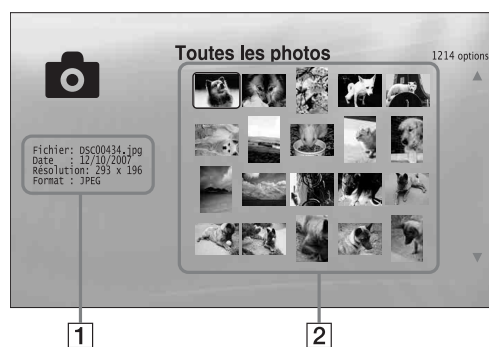 Toutes les photos
1214 options
Fichier: DSC00434.jpg
Date : 12/10/2007
Résolution: 293 x 196
Format : JPEG
1
2